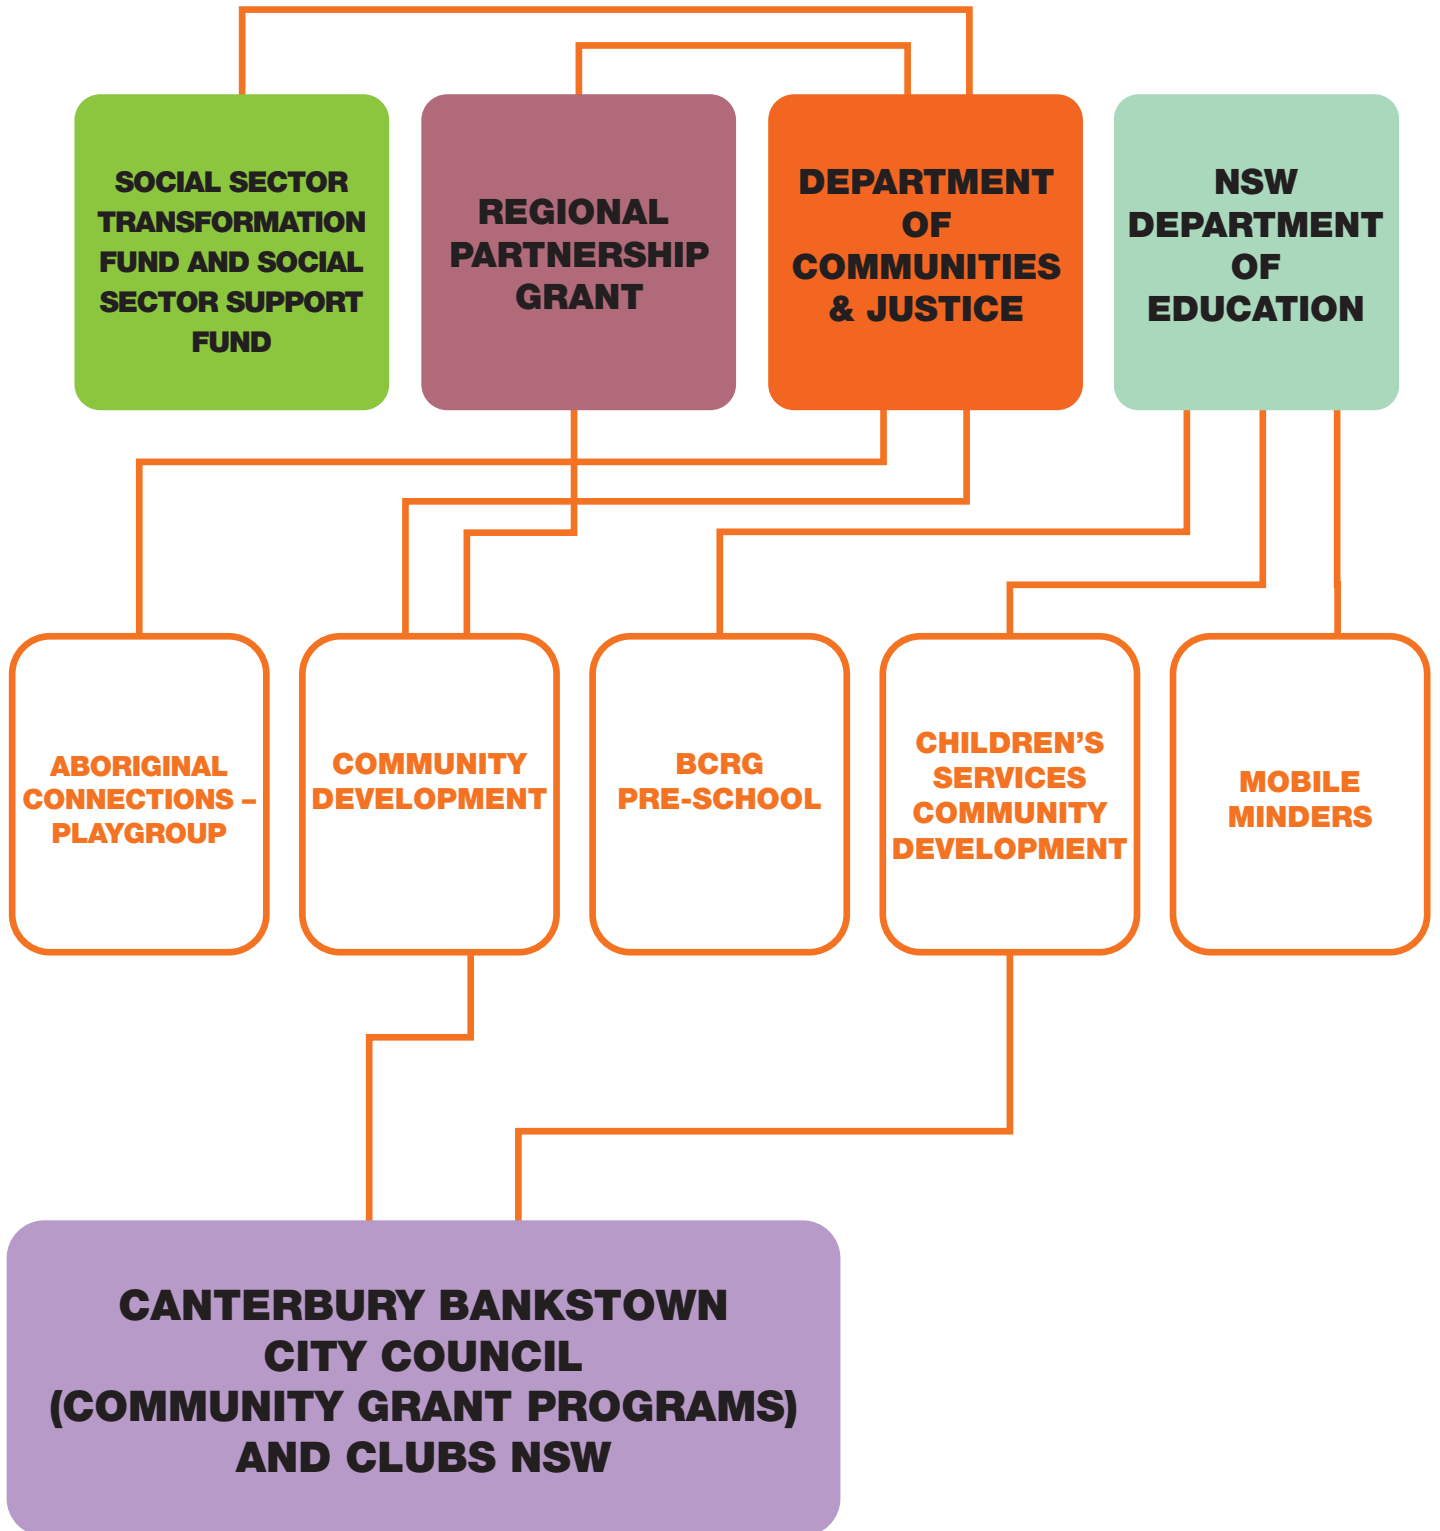 SOCIAL SECTOR
TRANSFORMATION
FUND AND SOCIAL
SECTOR SUPPORT
FUND
REGIONAL
PARTNERSHIP
GRANT
DEPARTMENT
OF
COMMUNITIES
& JUSTICE
NSW
DEPARTMENT
OF
EDUCATION
ABORIGINAL
CONNECTIONS –
PLAYGROUP
COMMUNITY
DEVELOPMENT
BCRG
PRE-SCHOOL
CHILDREN’S
SERVICES
COMMUNITY
DEVELOPMENT
MOBILE
MINDERS
CANTERBURY BANKSTOWN
CITY COUNCIL
(COMMUNITY GRANT PROGRAMS)
AND CLUBS NSW